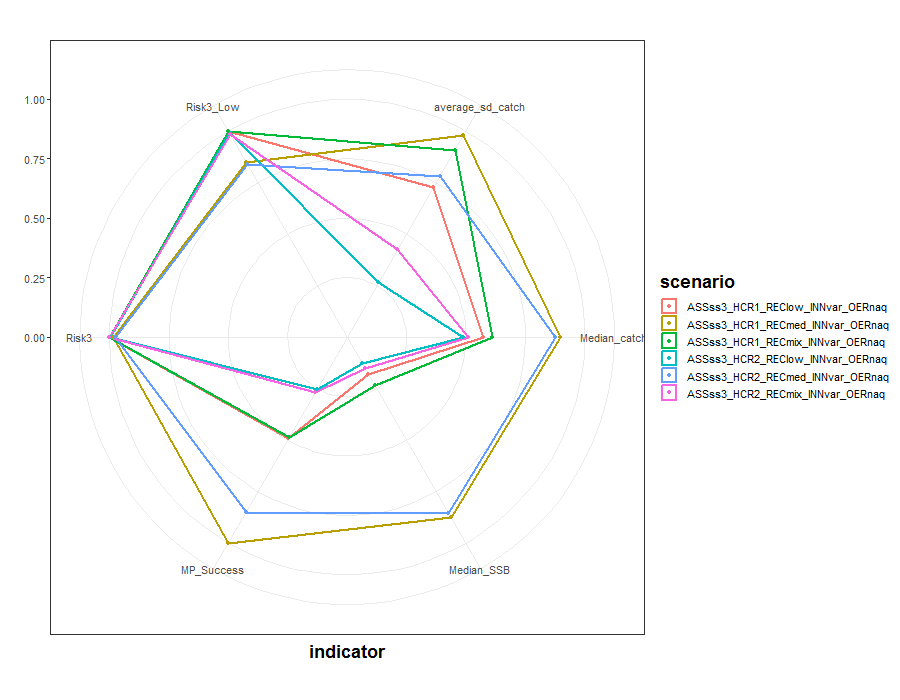 Risk3_Low
average_sd_catch
1.00
0.75
0.50
0.25
0.00
Risk3
Median_catch
MP_Success
Median_SSB
indicator
scenario
ASSss3_HCR1_REClow_INNvar_OERnaq
ASSss3_HCR1_RECmed_INNvar_OERnaq
ASSss3_HCR1_RECmix_INNvar_OERnaq
ASSss3_HCR2_REClow_INNvar_OERnaq
ASSss3_HCR2_RECmed_INNvar_OERnaq
ASSss3_HCR2_RECmix_INNvar_OERnaq